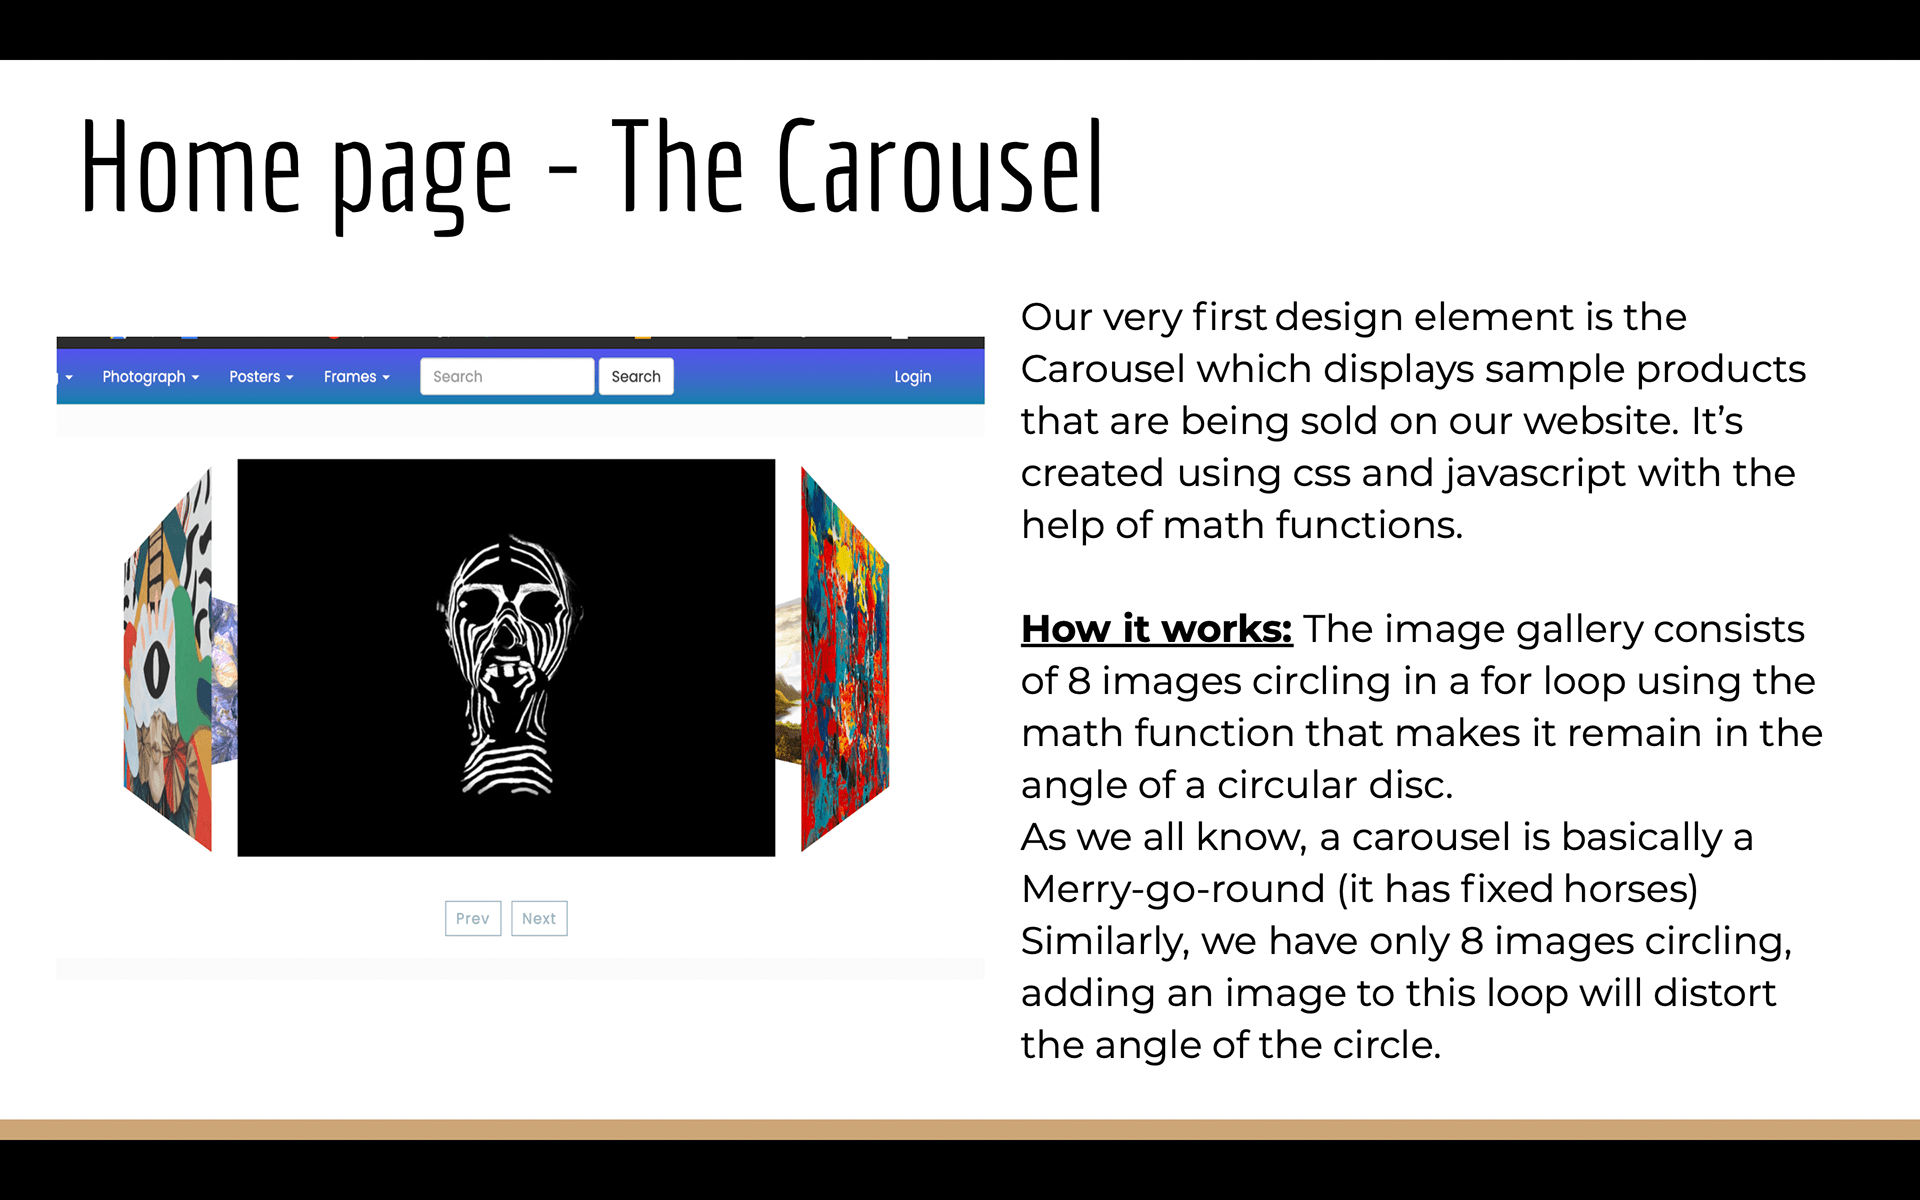 Home page - The Carousel
Photograph Posters Frames Search Search Login
Prev Next
Our very first design element is the
Carousel which displays sample products
that are being sold on our website. It’s
created using css and javascript with the
help of math functions.
How it works: The image gallery consists
of 8 images circling in a for loop using the
math function that makes it remain in the
angle of a circular disc.
As we all know, a carousel is basically a
Merry-go-round (it has fixed horses)
Similarly, we have only 8 images circling,
adding an image to this loop will distort
the angle of the circle.